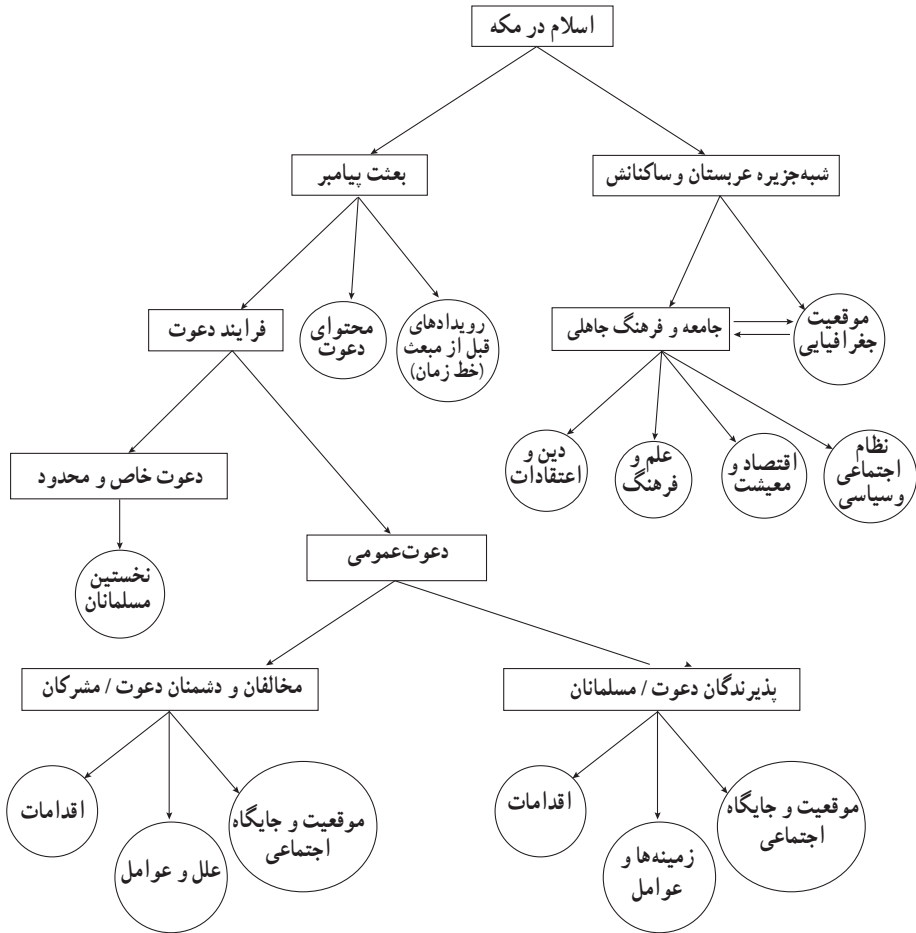 اسلام در مکه
شبه‌جزیره عربستان وساکنانش
بعثت پیامبر
جامعه و فرهنگ جاهلی
موقعیت
جغرافیایی
رویدادهای
قبل از مبعث
(خط زمان)
محتوای
دعوت
فرایند دعوت
نظام
اجتماعی
وسیاسی
اقتصاد و
معیشت
علم و
فرهنگ
دین و
اعتقادات
دعوت خاص و محدود
دعوت‌عمومی
نخستین
مسلمانان
پذیرندگان دعوت / مسلمانان
مخالفان و دشمنان دعوت / مشرکان
موقعیت و جایگاه
اجتماعی
زمینه‌ها و
عوامل
اقدامات
موقعیت و جایگاه
اجتماعی
علل و عوامل
اقدامات